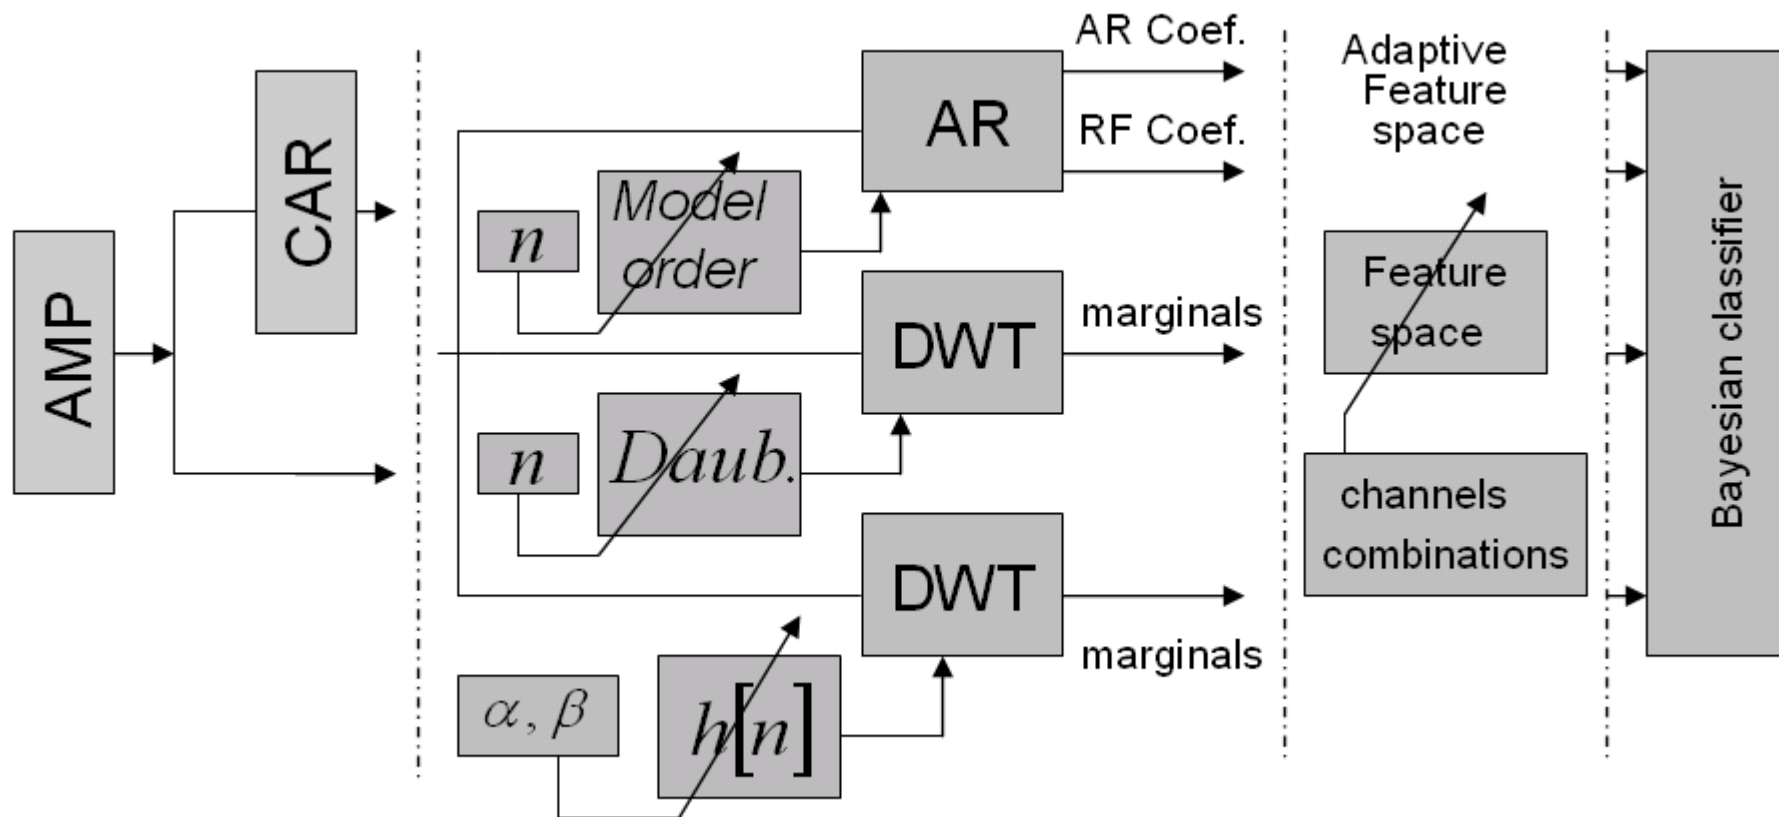 AMP
CAR
n
Model
order
AR
AR Coef.
RF Coef.
n
Daub.
DWT
marginals
α, β
h[n]
DWT
marginals
Adaptive
Feature
space
Feature
space
channels
combinations
Bayesian classifier